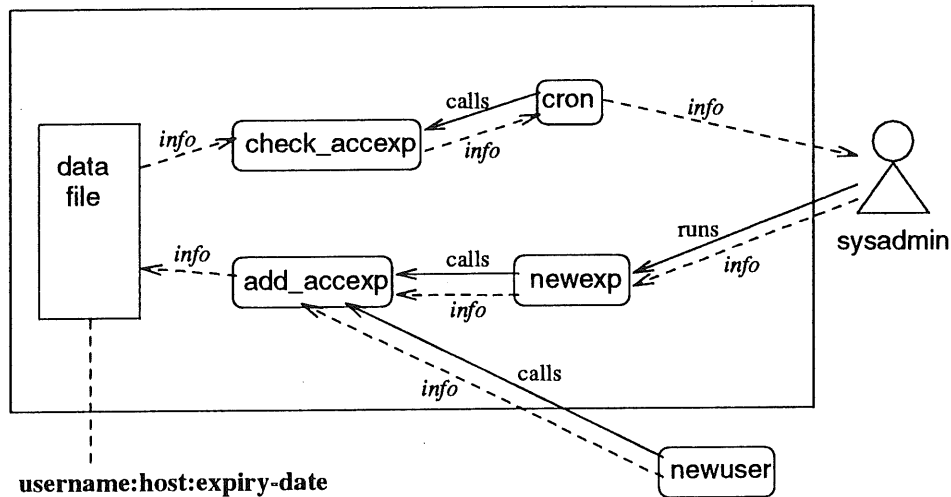 cron
calls
info
info
check_accexp
info
data
file
sysadmin
runs
info
calls
info
add_accexp
newexp
info
calls
info
newuser
username:host:expiry-date